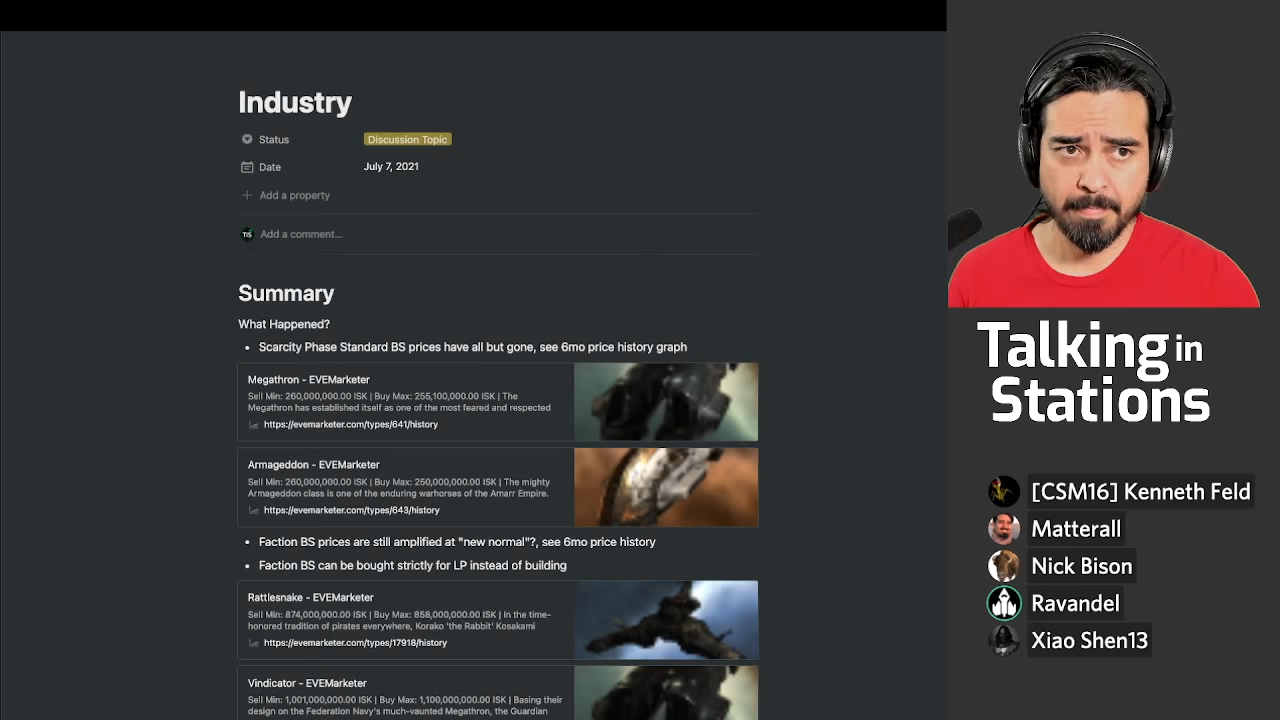 Industry
Status Discussion Topic
Date July 7, 2021
Add a property
TIS Add a comment...
Summary
What Happened?
• Scarcity Phase Standard BS prices have all but gone, see 6mo price history graph
Megathron - EVEMarketer
Sell Min: 260,000,000.00 ISK | Buy Max: 255,100,000.00 ISK | The
Megathron has established itself as one of the most feared and respected
https://evemarketer.com/types/641/history
Armageddon - EVEMarketer
Sell Min: 260,000,000.00 ISK | Buy Max: 250,000,000.00 ISK | The mighty
Armageddon class is one of the enduring warhorses of the Amarr Empire.
https://evemarketer.com/types/643/history
• Faction BS prices are still amplified at "new normal"?, see 6mo price history
• Faction BS can be bought strictly for LP instead of building
Rattlesnake - EVEMarketer
Sell Min: 874,000,000.00 ISK | Buy Max: 858,000,000.00 ISK | In the time-
honored tradition of pirates everywhere, Korako 'the Rabbit' Kosakami
https://evemarketer.com/types/17918/history
Vindicator - EVEMarketer
Sell Min: 1,001,000,000.00 ISK | Buy Max: 1,100,000,000.00 ISK | Basing their
design on the Federation Navy's much-vaunted Megathron, the Guardian
Talking in
Stations
[CSM16] Kenneth Feld
Matterall
Nick Bison
Ravandel
Xiao Shen13